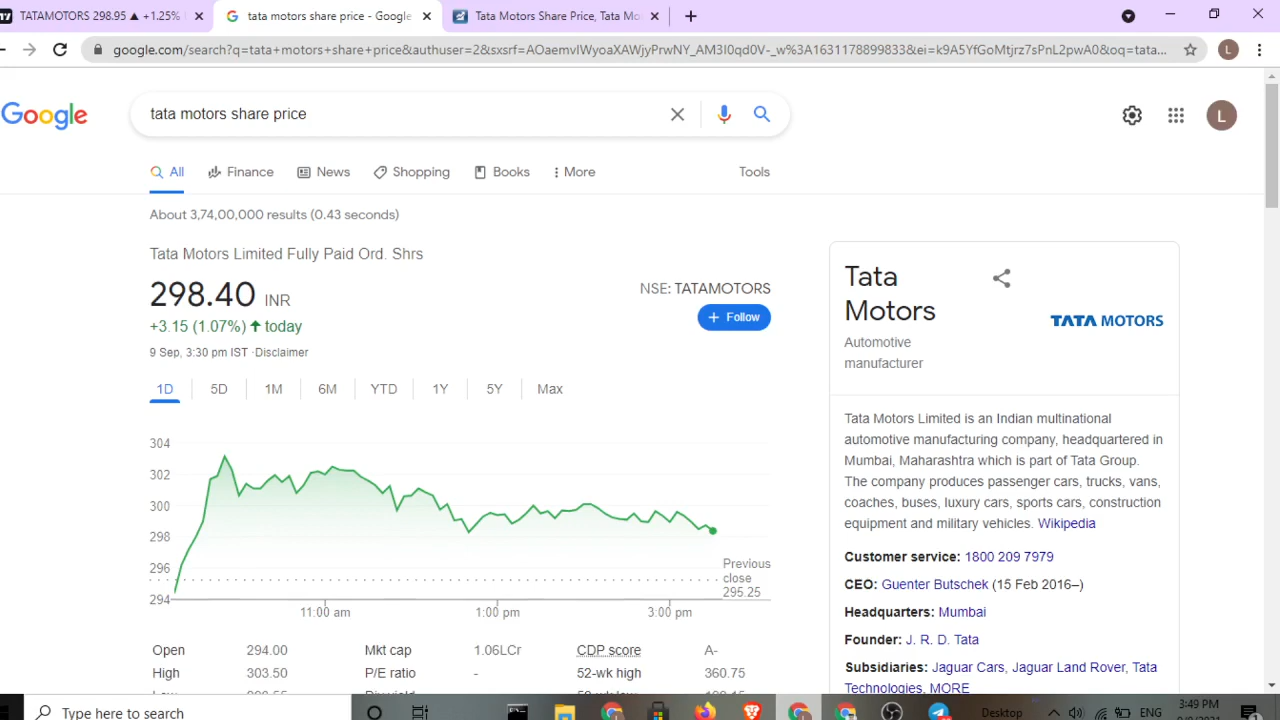 TATAMOTORS 298.95 ▲ +1.25%
tata motors share price - Google
Tata Motors Share Price, Tata Mo
google.com/search?q=tata+motors+share+price&authuser=2&sxsrf=AOaemvIWyoaXAWjyPrwNY_AM3I0qd0V-_w%3A1631178899833&ei=k9A5YfGoMtjrz7sPnL2pwA0&oq=tata...
L
Google
tata motors share price
L
All
Finance
News
Shopping
Books
More
Tools
About 3,74,00,000 results (0.43 seconds)
Tata Motors Limited Fully Paid Ord. Shrs
298.40 INR
NSE: TATAMOTORS
+3.15 (1.07%) today
+ Follow
9 Sep, 3:30 pm IST · Disclaimer
1D
5D
1M
6M
YTD
1Y
5Y
Max
304
302
300
298
296
294
Previous
close
295.25
11:00 am
1:00 pm
3:00 pm
Open 294.00 Mkt cap 1.06LCr CDP score A-
High 303.50 P/E ratio - 52-wk high 360.75
Tata
Motors
TATA MOTORS
Automotive
manufacturer
Tata Motors Limited is an Indian multinational
automotive manufacturing company, headquartered in
Mumbai, Maharashtra which is part of Tata Group.
The company produces passenger cars, trucks, vans,
coaches, buses, luxury cars, sports cars, construction
equipment and military vehicles. Wikipedia
Customer service: 1800 209 7979
CEO: Guenter Butschek (15 Feb 2016–)
Headquarters: Mumbai
Founder: J. R. D. Tata
Subsidiaries: Jaguar Cars, Jaguar Land Rover, Tata
Technologies, MORE
Type here to search
Desktop
ENG
3:49 PM